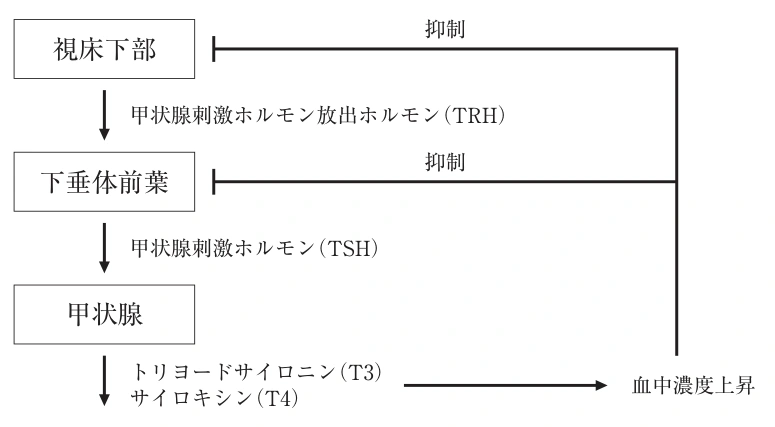 抑制
視床下部
甲状腺刺激ホルモン放出ホルモン(TRH)
抑制
下垂体前葉
甲状腺刺激ホルモン(TSH)
甲状腺
トリヨードサイロニン(T3)
サイロキシン(T4)
血中濃度上昇